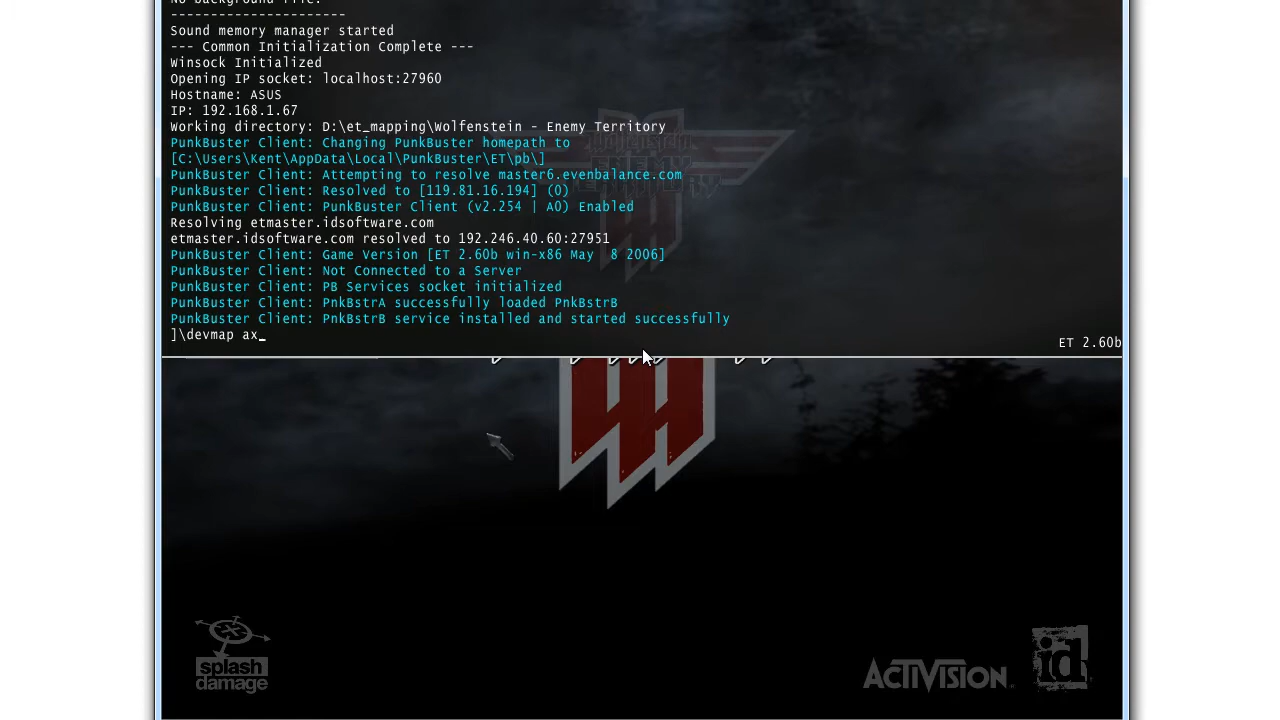 No background file.
---------------------
Sound memory manager started
--- Common Initialization Complete ---
Winsock Initialized
Opening IP socket: localhost:27960
Hostname: ASUS
IP: 192.168.1.67
Working directory: D:\et_mapping\Wolfenstein - Enemy Territory
PunkBuster Client: Changing PunkBuster homepath to
[C:\Users\Kent\AppData\Local\PunkBuster\ET\pb\]
PunkBuster Client: Attempting to resolve master6.evenbalance.com
PunkBuster Client: Resolved to [119.81.16.194] (0)
PunkBuster Client: PunkBuster Client (v2.254 | A0) Enabled
Resolving etmaster.idsoftware.com
etmaster.idsoftware.com resolved to 192.246.40.60:27951
PunkBuster Client: Game Version [ET 2.60b win-x86 May  8 2006]
PunkBuster Client: Not Connected to a Server
PunkBuster Client: PB Services socket initialized
PunkBuster Client: PnkBstrA successfully loaded PnkBstrB
PunkBuster Client: PnkBstrB service installed and started successfully
]\devmap ax_
ET 2.60b
Wolfenstein
ENEMY
TERRITORY
splash
damage
ACTIVISION.
id